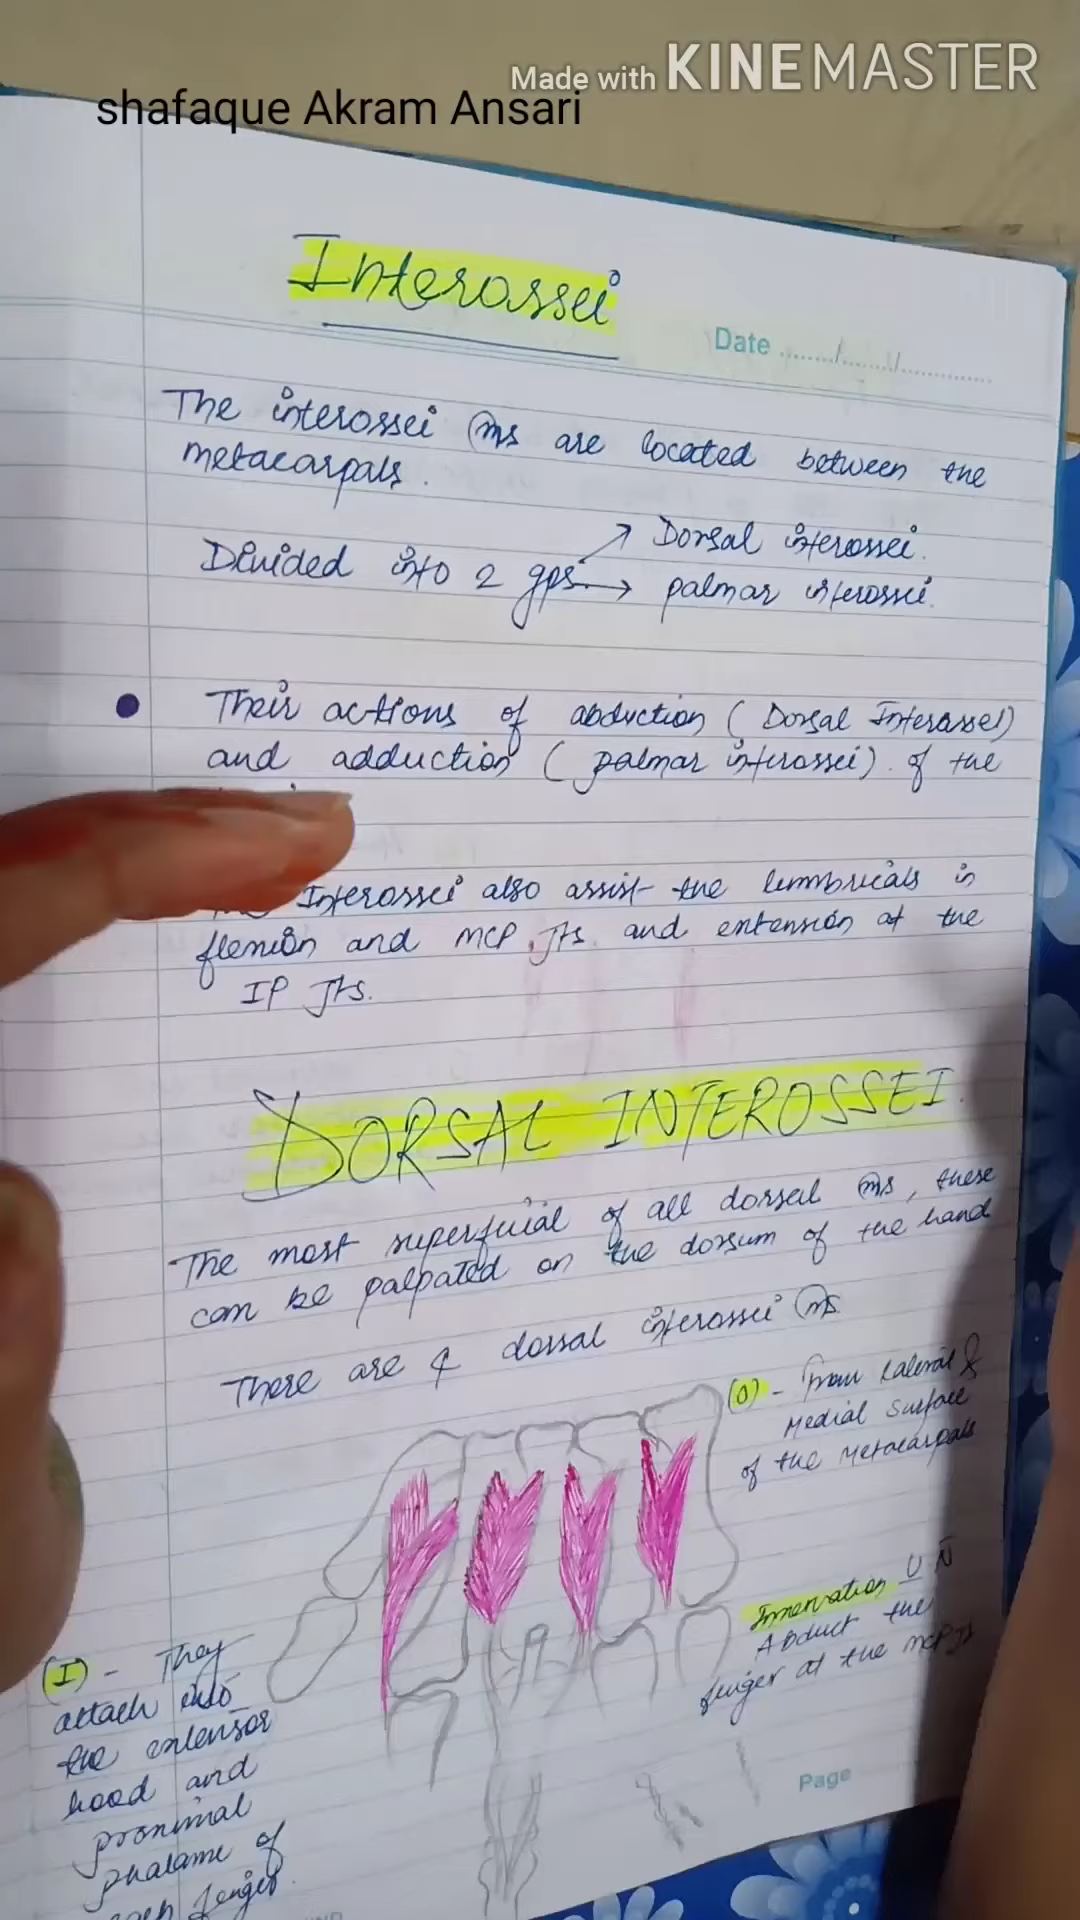 Made with KINEMASTER
shafaque Akram Ansari
Interossei
Date ......./......./...............
The interossei ms are located between the
metacarpals.
Divided into 2 gps → Dorsal interossei.
→ palmar interossei.
Their actions of abduction (Dorsal Interossei)
and adduction (palmar interossei). of the
Interossei also assist the lumbricals in
flexion and MCP Jts and extension at the
IP Jts.
DORSAL INTEROSSEI.
The most superficial of all dorsal ms, these
can be palpated on the dorsum of the hand
There are 4 dorsal interossei ms
(O) - From Lateral &
Medial Surface
of the Metacarpals
Innervation U N
Abduct the
finger at the MCP Jts
(I) - They
attach into
the extensor
hood and
proximal
phalanx of
each finger.
Page